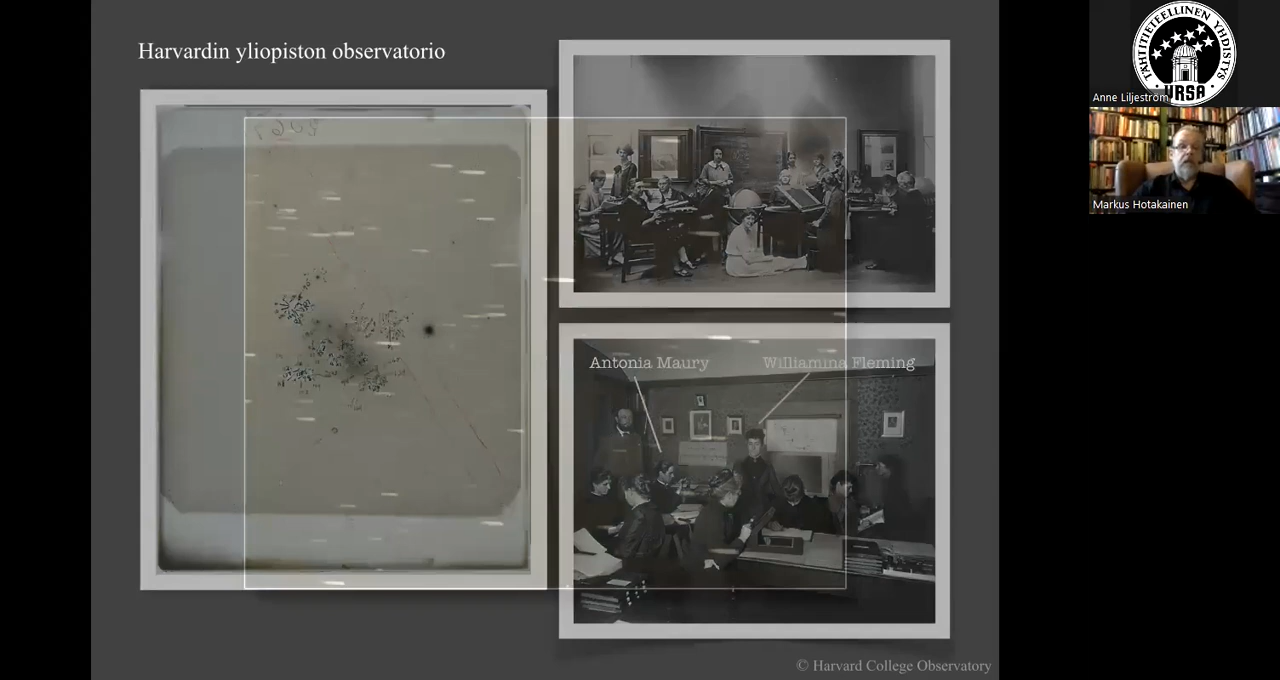 Harvardin yliopiston observatorio
Antonia Maury
Williamina Fleming
© Harvard College Observatory
TÄHTITIETEELLINEN YHDISTYS
URSA
Anne Liljeström
Markus Hotakainen